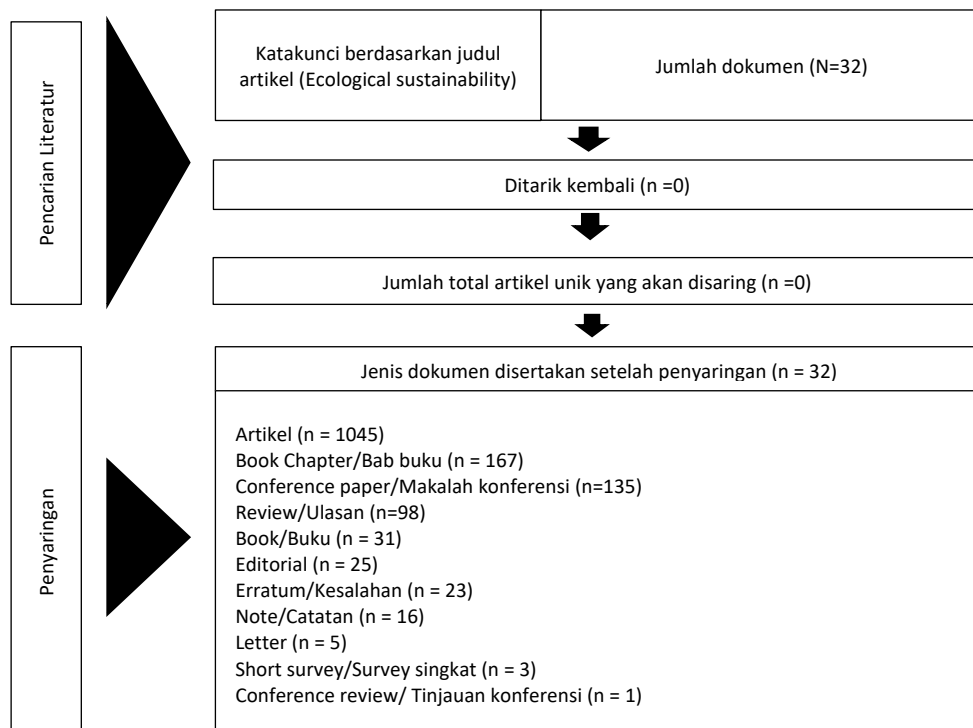 Pencarian Literatur
Katakunci berdasarkan judul
artikel (Ecological sustainability)
Jumlah dokumen (N=32)
Ditarik kembali (n =0)
Jumlah total artikel unik yang akan disaring (n =0)
Penyaringan
Jenis dokumen disertakan setelah penyaringan (n = 32)
Artikel (n = 1045)
Book Chapter/Bab buku (n = 167)
Conference paper/Makalah konferensi (n=135)
Review/Ulasan (n=98)
Book/Buku (n = 31)
Editorial (n = 25)
Erratum/Kesalahan (n = 23)
Note/Catatan (n = 16)
Letter (n = 5)
Short survey/Survey singkat (n = 3)
Conference review/ Tinjauan konferensi (n = 1)